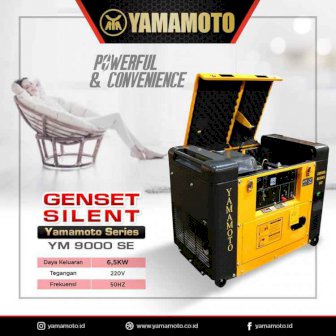 YAMAMOTO
POWERFUL
& CONVENIENCE
GENSET
SILENT
Yamamoto Series
YM 9000 SE
Daya Keluaran 6,5KW
Tegangan 220V
Frekuensi 50HZ
YAMAMOTO
yamamoto.id
www.yamamoto.co.id
yamamoto.id